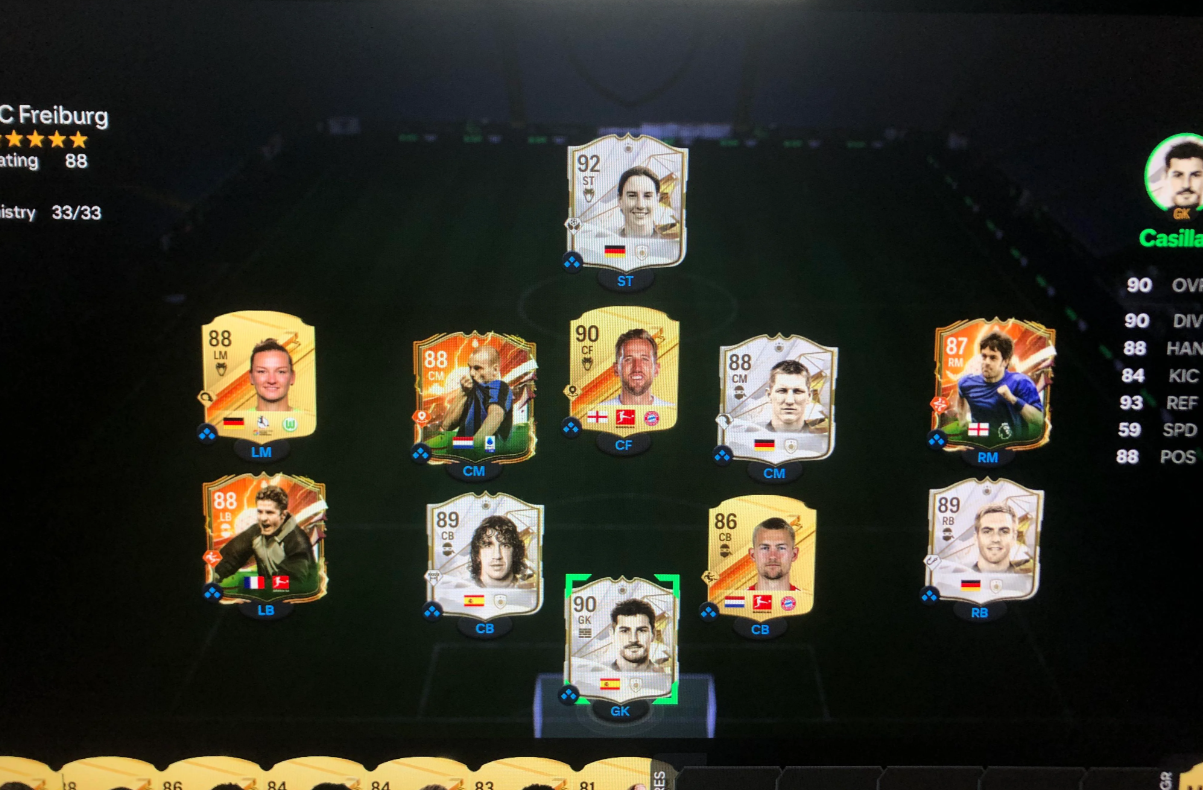 C Freiburg
ating 88
istry 33/33
92
ST
ST
88
LM
LM
88
CM
CM
90
CF
CF
88
CM
CM
87
RM
RM
88
LB
LB
89
CB
CB
86
CB
CB
89
RB
RB
90
GK
GK
GK
Casilla
90 OV
90 DIV
88 HAN
84 KIC
93 REF
59 SPD
88 POS
86
84
84
83
81
RES